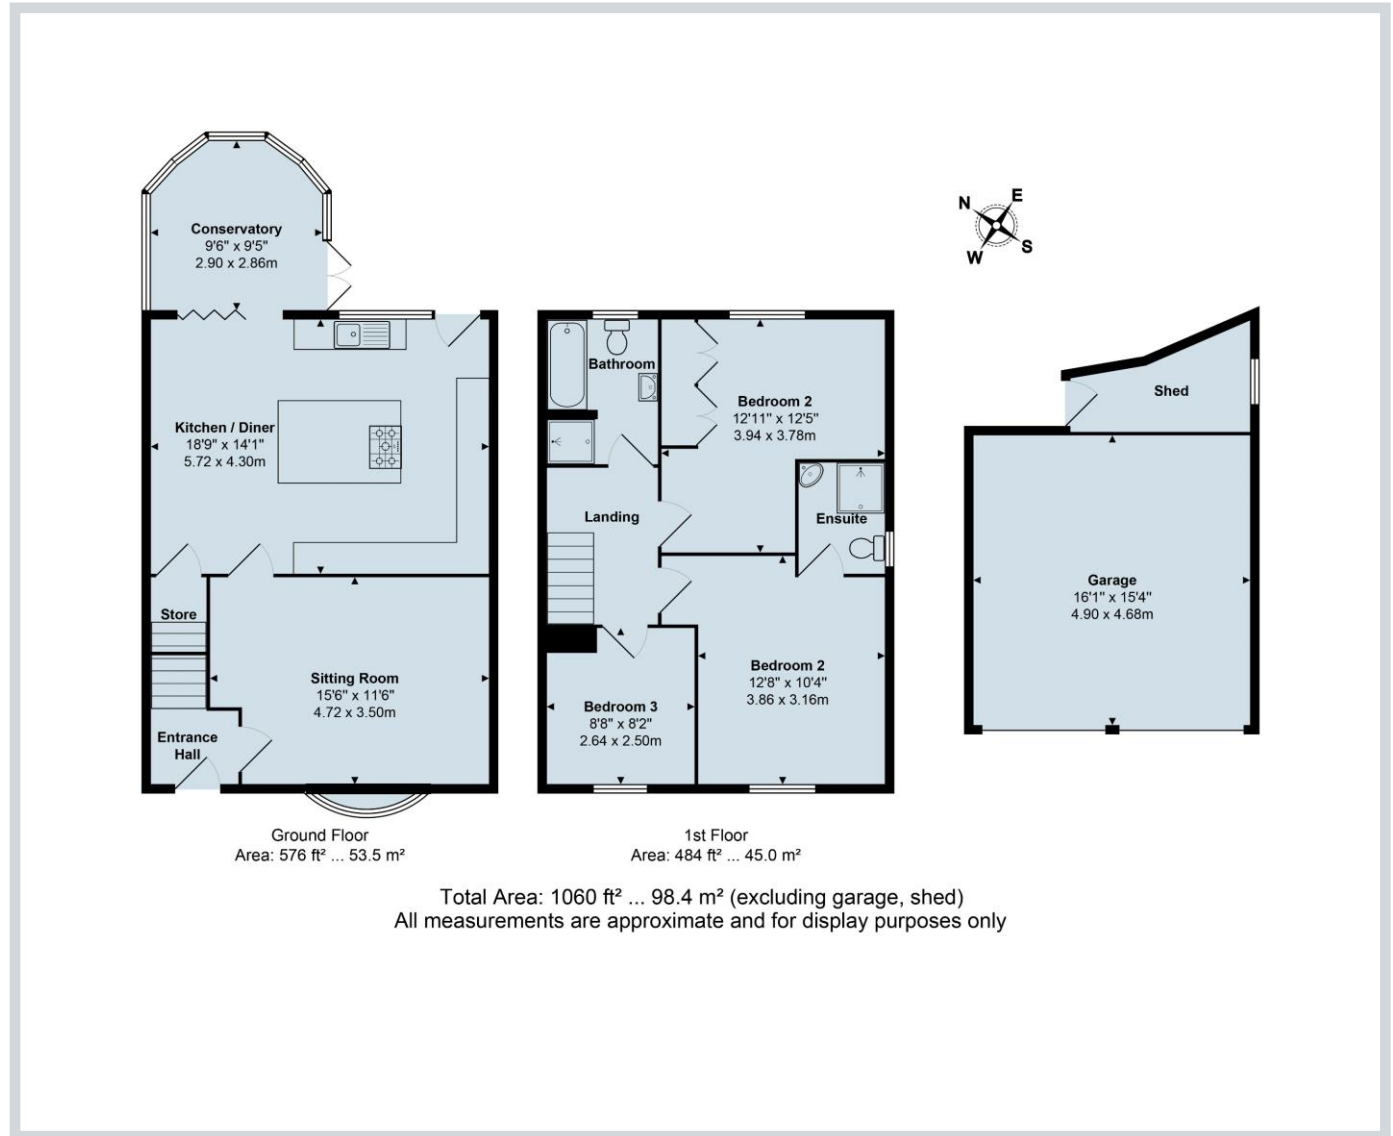 Conservatory
9'6" x 9'5"
2.90 x 2.86m
Kitchen / Diner
18'9" x 14'1"
5.72 x 4.30m
Store
Sitting Room
15'6" x 11'6"
4.72 x 3.50m
Entrance
Hall
Ground Floor
Area: 576 ft² ... 53.5 m²
Bathroom
Bedroom 2
12'11" x 12'5"
3.94 x 3.78m
Landing
Ensuite
Bedroom 2
12'8" x 10'4"
3.86 x 3.16m
Bedroom 3
8'8" x 8'2"
2.64 x 2.50m
1st Floor
Area: 484 ft² ... 45.0 m²
N
E
W
S
Shed
Garage
16'1" x 15'4"
4.90 x 4.68m
Total Area: 1060 ft² ... 98.4 m² (excluding garage, shed)
All measurements are approximate and for display purposes only